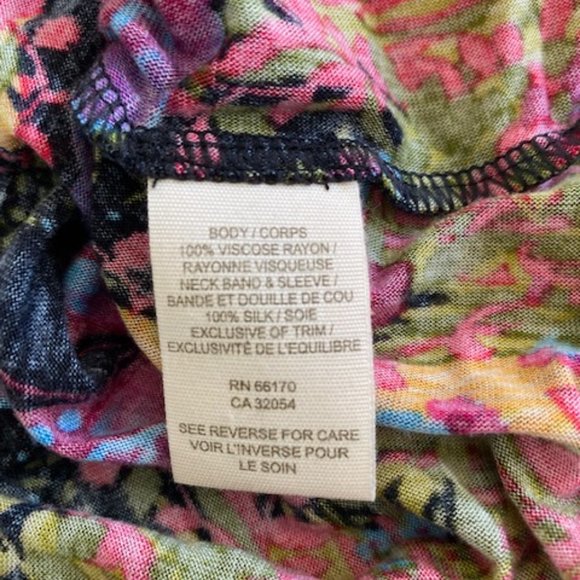 BODY / CORPS
100% VISCOSE RAYON /
RAYONNE VISQUEUSE
NECK BAND & SLEEVE /
BANDE ET DOUILLE DE COU
100% SILK / SOIE
EXCLUSIVE OF TRIM /
EXCLUSIVITÉ DE L'EQUILIBRE
RN 66170
CA 32054
SEE REVERSE FOR CARE
VOIR L'INVERSE POUR
LE SOIN